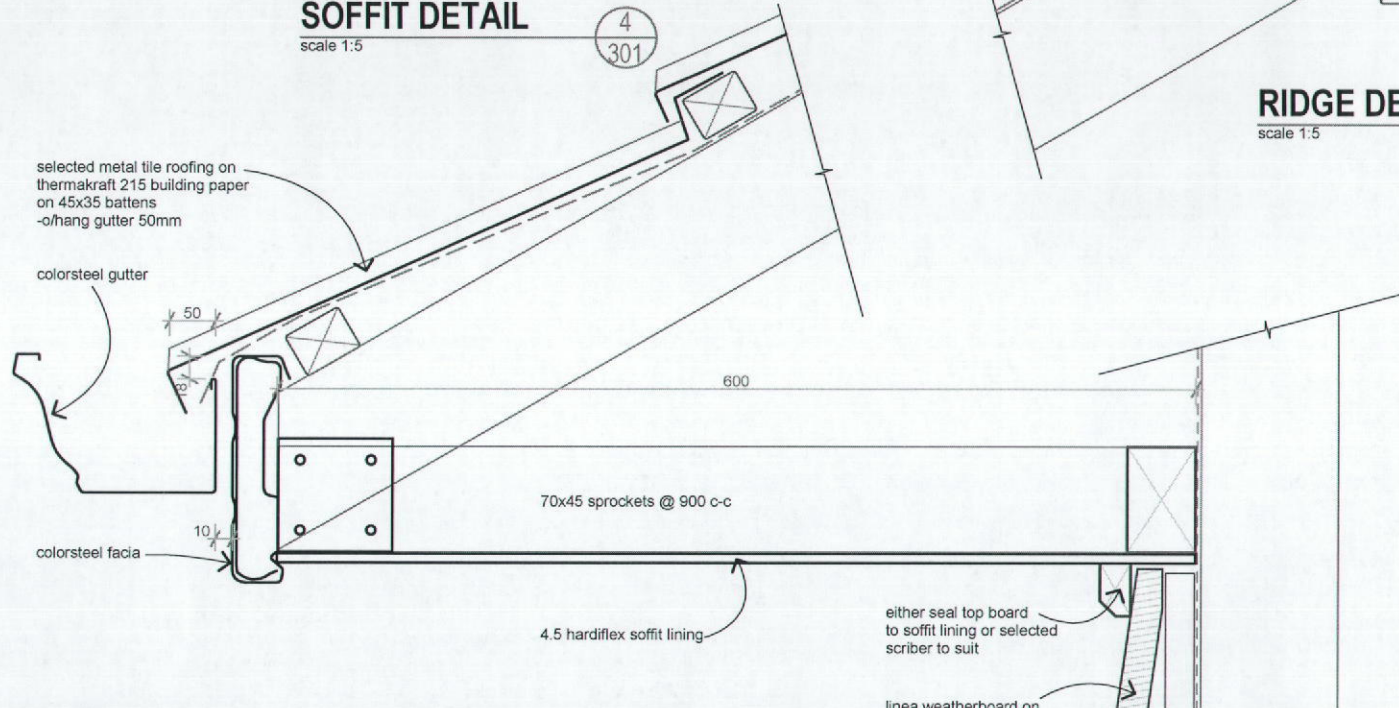 SOFFIT DETAIL
scale 1:5
4
301
RIDGE DE
scale 1:5
selected metal tile roofing on
thermakraft 215 building paper
on 45x35 battens
-o/hang gutter 50mm
colorsteel gutter
50
18
600
70x45 sprockets @ 900 c-c
10
colorsteel facia
4.5 hardiflex soffit lining
either seal top board
to soffit lining or selected
scriber to suit
linea weatherboard on